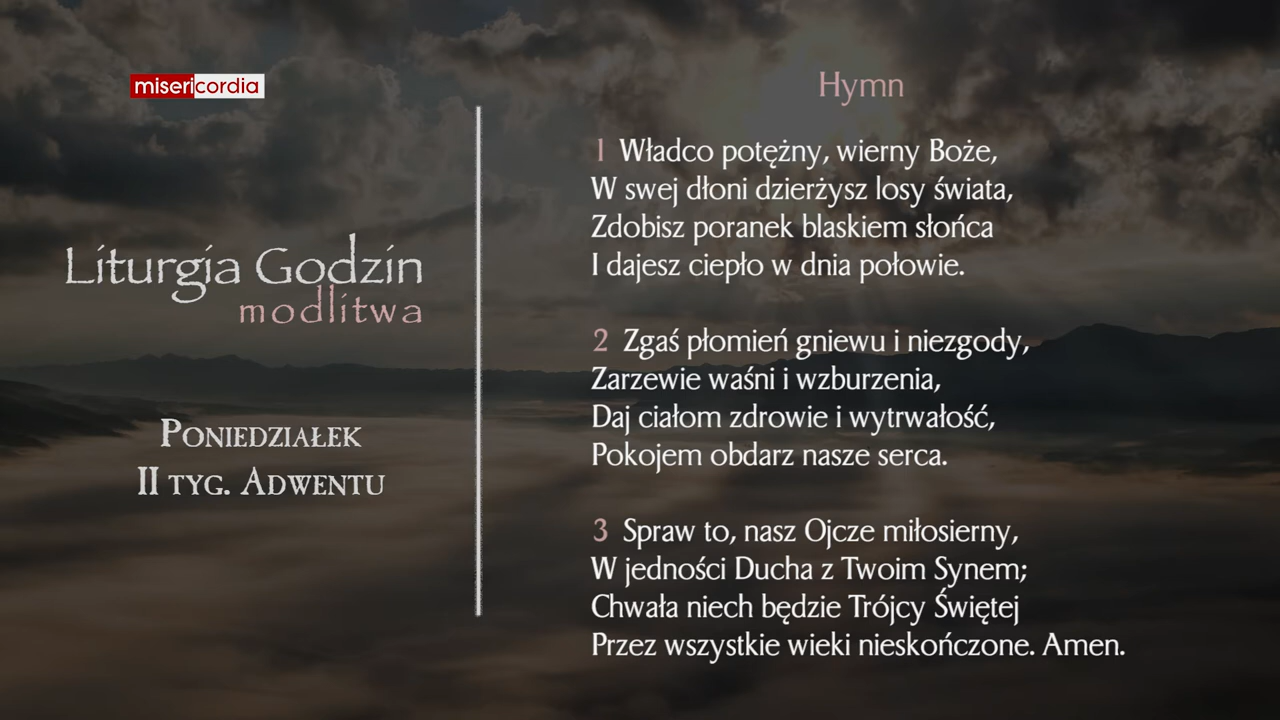 misericordia
Liturgia Godzin
modlitwa
Poniedziałek
II tyg. Adwentu
Hymn
1 Władco potężny, wierny Boże,
W swej dłoni dzierżysz losy świata,
Zdobisz poranek blaskiem słońca
I dajesz ciepło w dnia połowie.
2 Zgaś płomień gniewu i niezgody,
Zarzewie waśni i wzburzenia,
Daj ciałom zdrowie i wytrwałość,
Pokojem obdarz nasze serca.
3 Spraw to, nasz Ojcze miłosierny,
W jedności Ducha z Twoim Synem;
Chwała niech będzie Trójcy Świętej
Przez wszystkie wieki nieskończone. Amen.